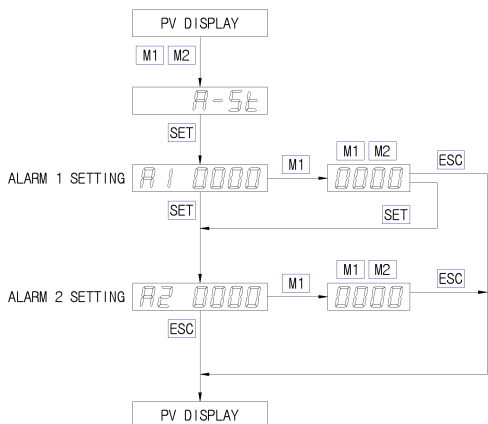 PV DISPLAY
M1 M2
A-St
SET
M1 M2
ESC
ALARM 1 SETTING A1 0000 M1 0000
SET
SET
M1 M2
ESC
ALARM 2 SETTING A2 0000 M1 0000
ESC
PV DISPLAY